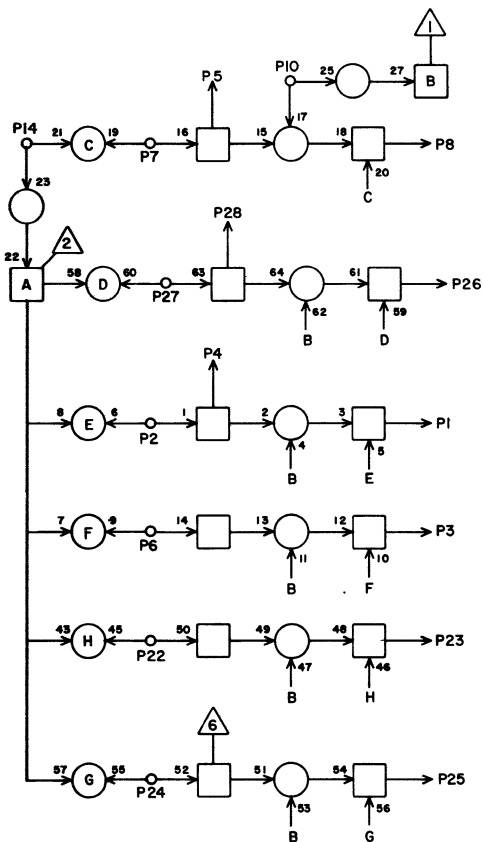 1
P5 P10 25 27 B
P14 21 C 19 P7 16 15 17 18 P8
23 20
C
P28
22 2
A 58 D 60 P27 63 64 62 61 59 P26
B D
P4
8 E 6 P2 1 2 4 3 5 P1
B E
7 F 9 P6 14 13 11 12 10 P3
B F
43 H 45 P22 50 49 47 48 46 P23
B H
6
57 G 55 P24 52 51 53 54 56 P25
B G